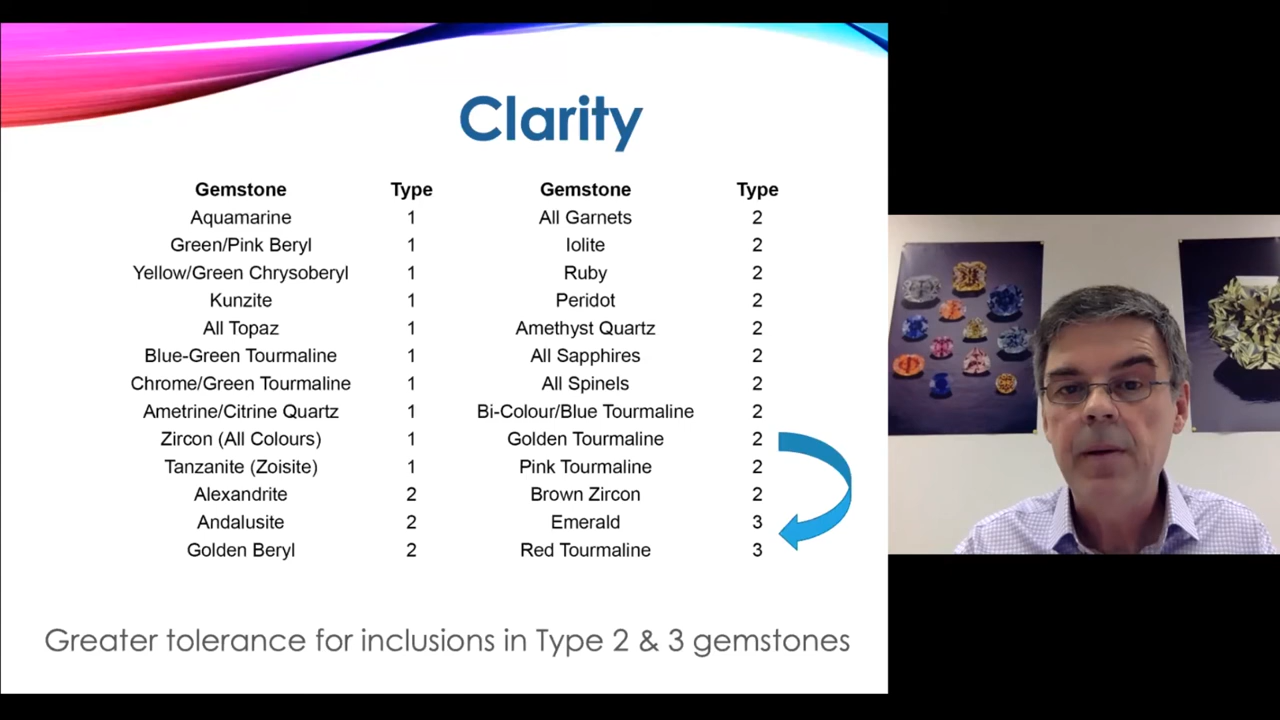 Clarity
Gemstone Type Gemstone Type
Aquamarine 1 All Garnets 2
Green/Pink Beryl 1 Iolite 2
Yellow/Green Chrysoberyl 1 Ruby 2
Kunzite 1 Peridot 2
All Topaz 1 Amethyst Quartz 2
Blue-Green Tourmaline 1 All Sapphires 2
Chrome/Green Tourmaline 1 All Spinels 2
Ametrine/Citrine Quartz 1 Bi-Colour/Blue Tourmaline 2
Zircon (All Colours) 1 Golden Tourmaline 2
Tanzanite (Zoisite) 1 Pink Tourmaline 2
Alexandrite 2 Brown Zircon 2
Andalusite 2 Emerald 3
Golden Beryl 2 Red Tourmaline 3
Greater tolerance for inclusions in Type 2 & 3 gemstones